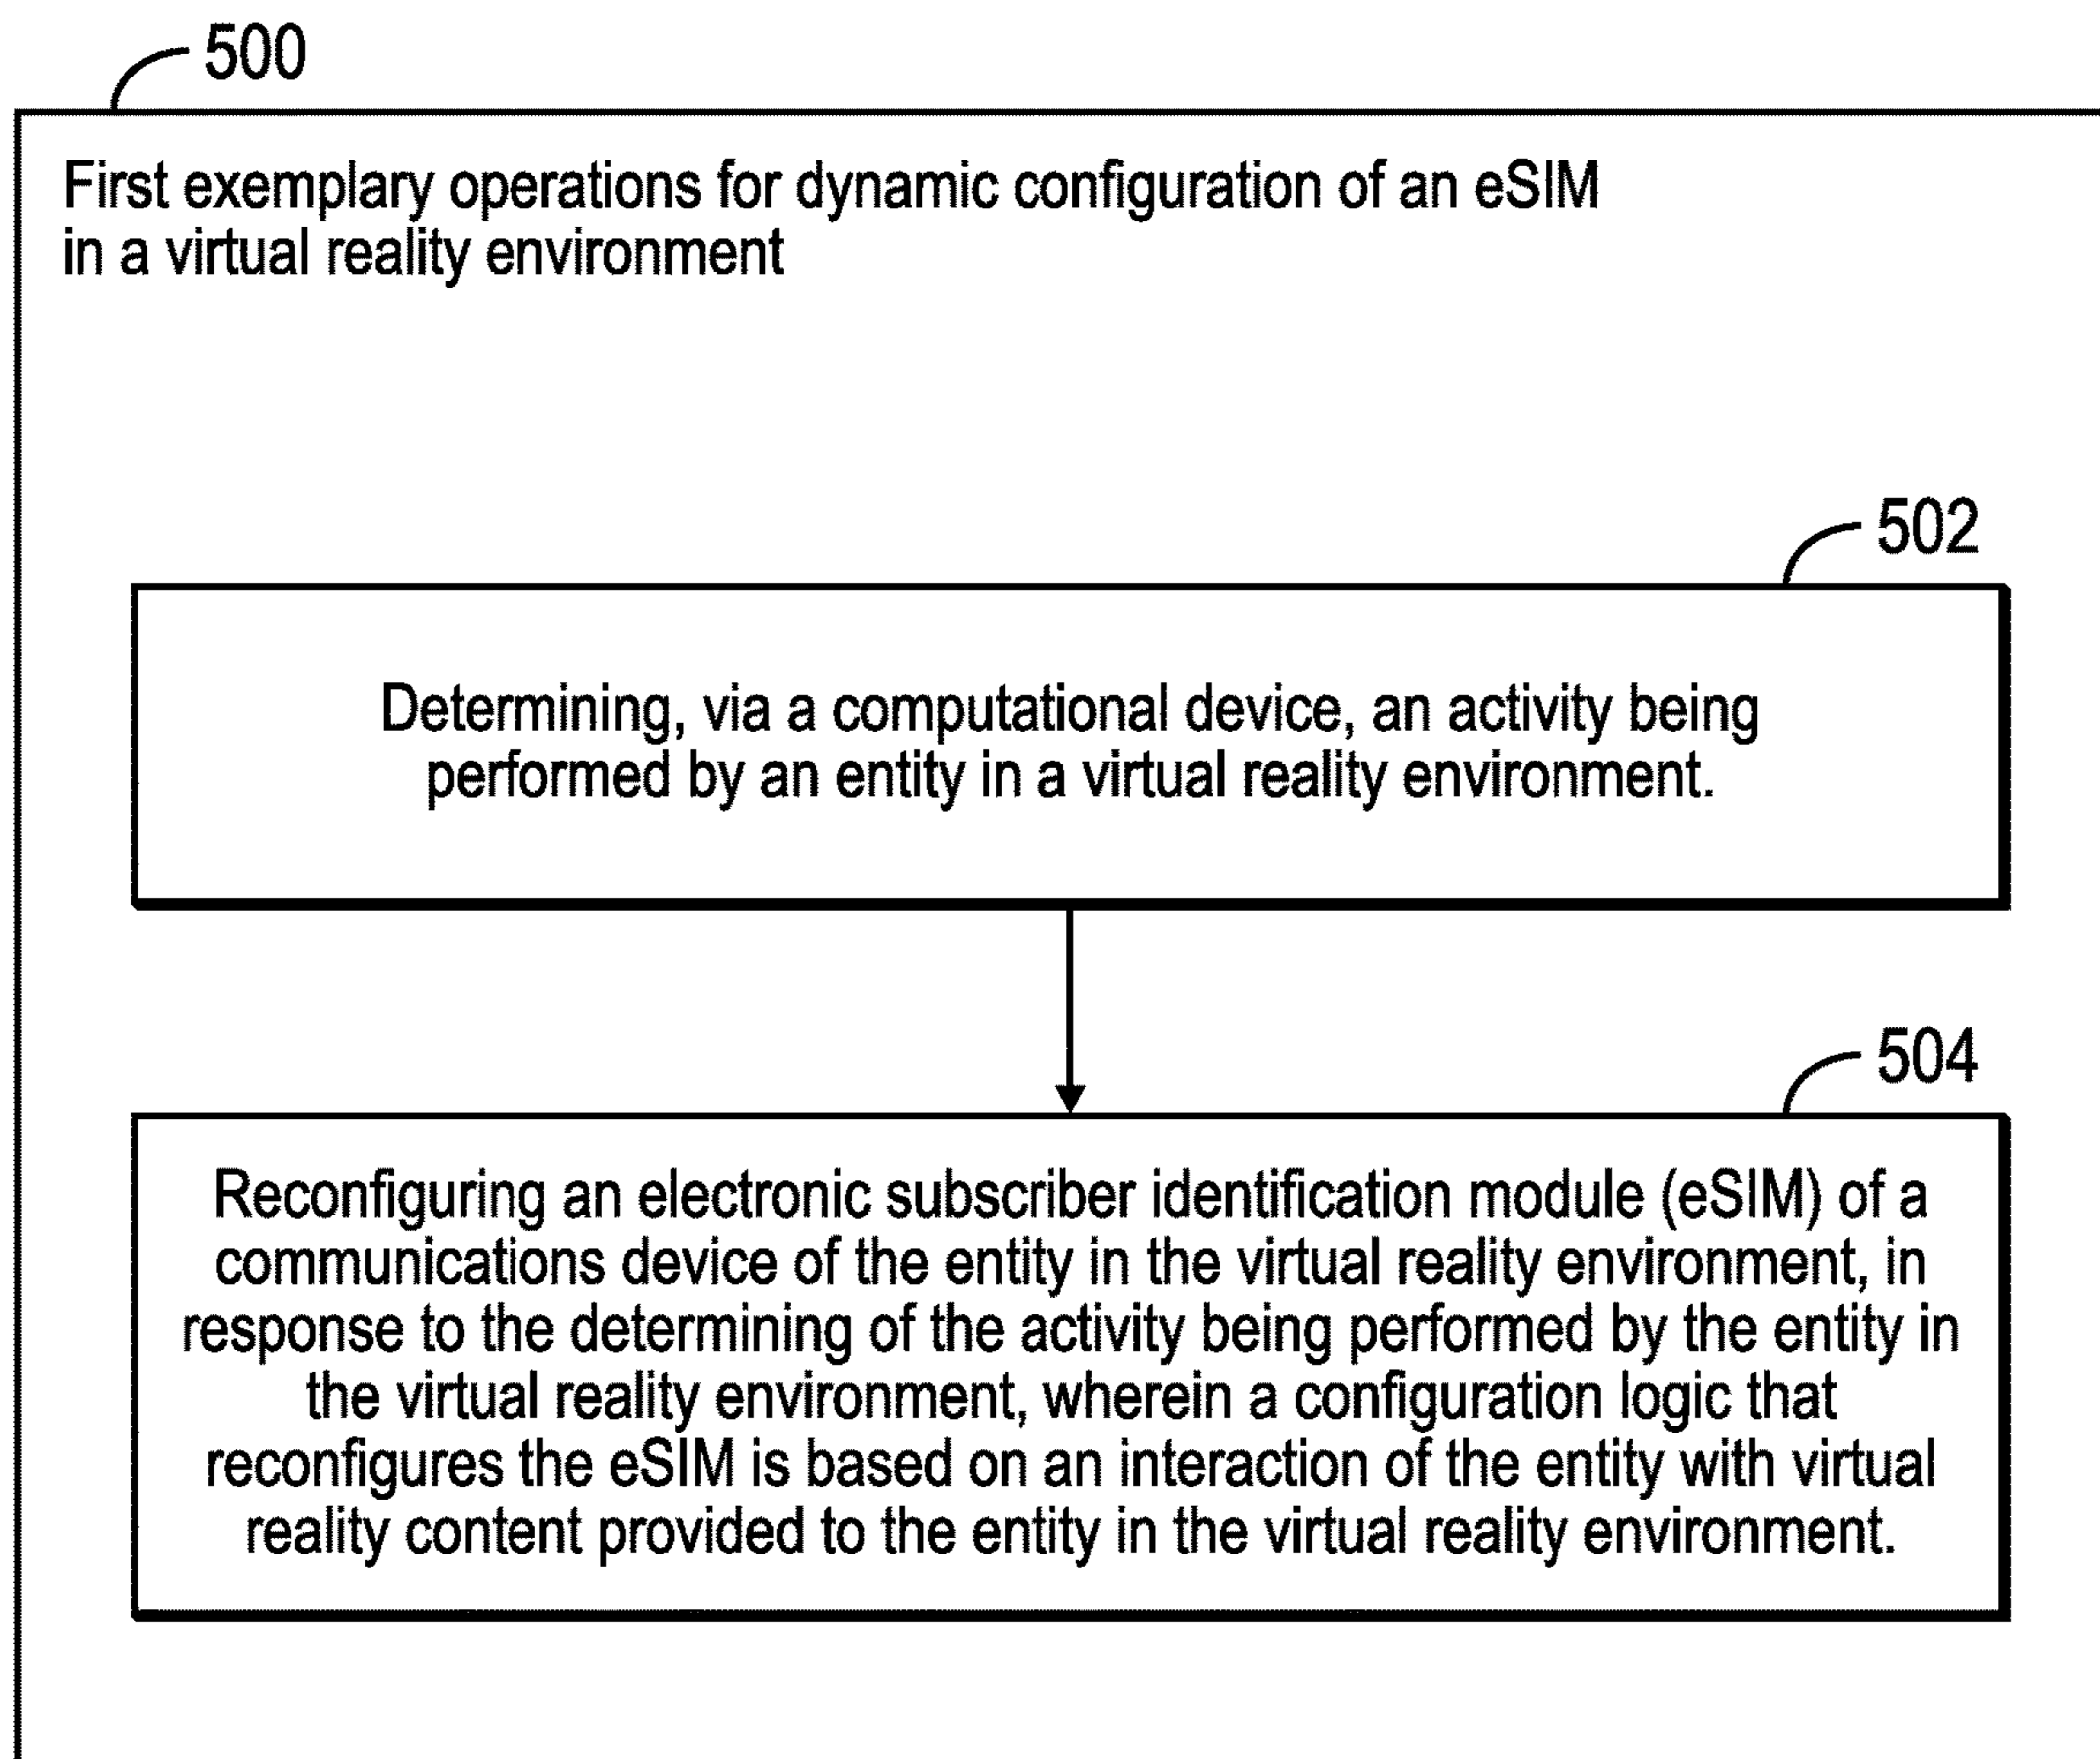 500
First exemplary operations for dynamic configuration of an eSIM
in a virtual reality environment
502
Determining, via a computational device, an activity being
performed by an entity in a virtual reality environment.
504
Reconfiguring an electronic subscriber identification module (eSIM) of a
communications device of the entity in the virtual reality environment, in
response to the determining of the activity being performed by the entity in
the virtual reality environment, wherein a configuration logic that
reconfigures the eSIM is based on an interaction of the entity with virtual
reality content provided to the entity in the virtual reality environment.